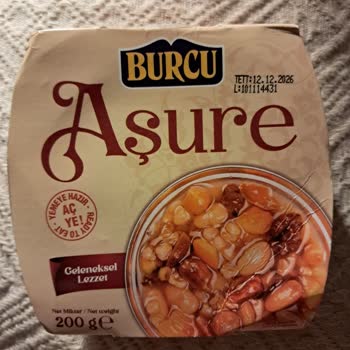 BURCU
TETT:12.12.2026
L:101114431
Aşure
YEMEYE HAZIR
AÇ
YE!
READY TO EAT
Geleneksel
Lezzet
Net Miktar / Net weight
200 g e